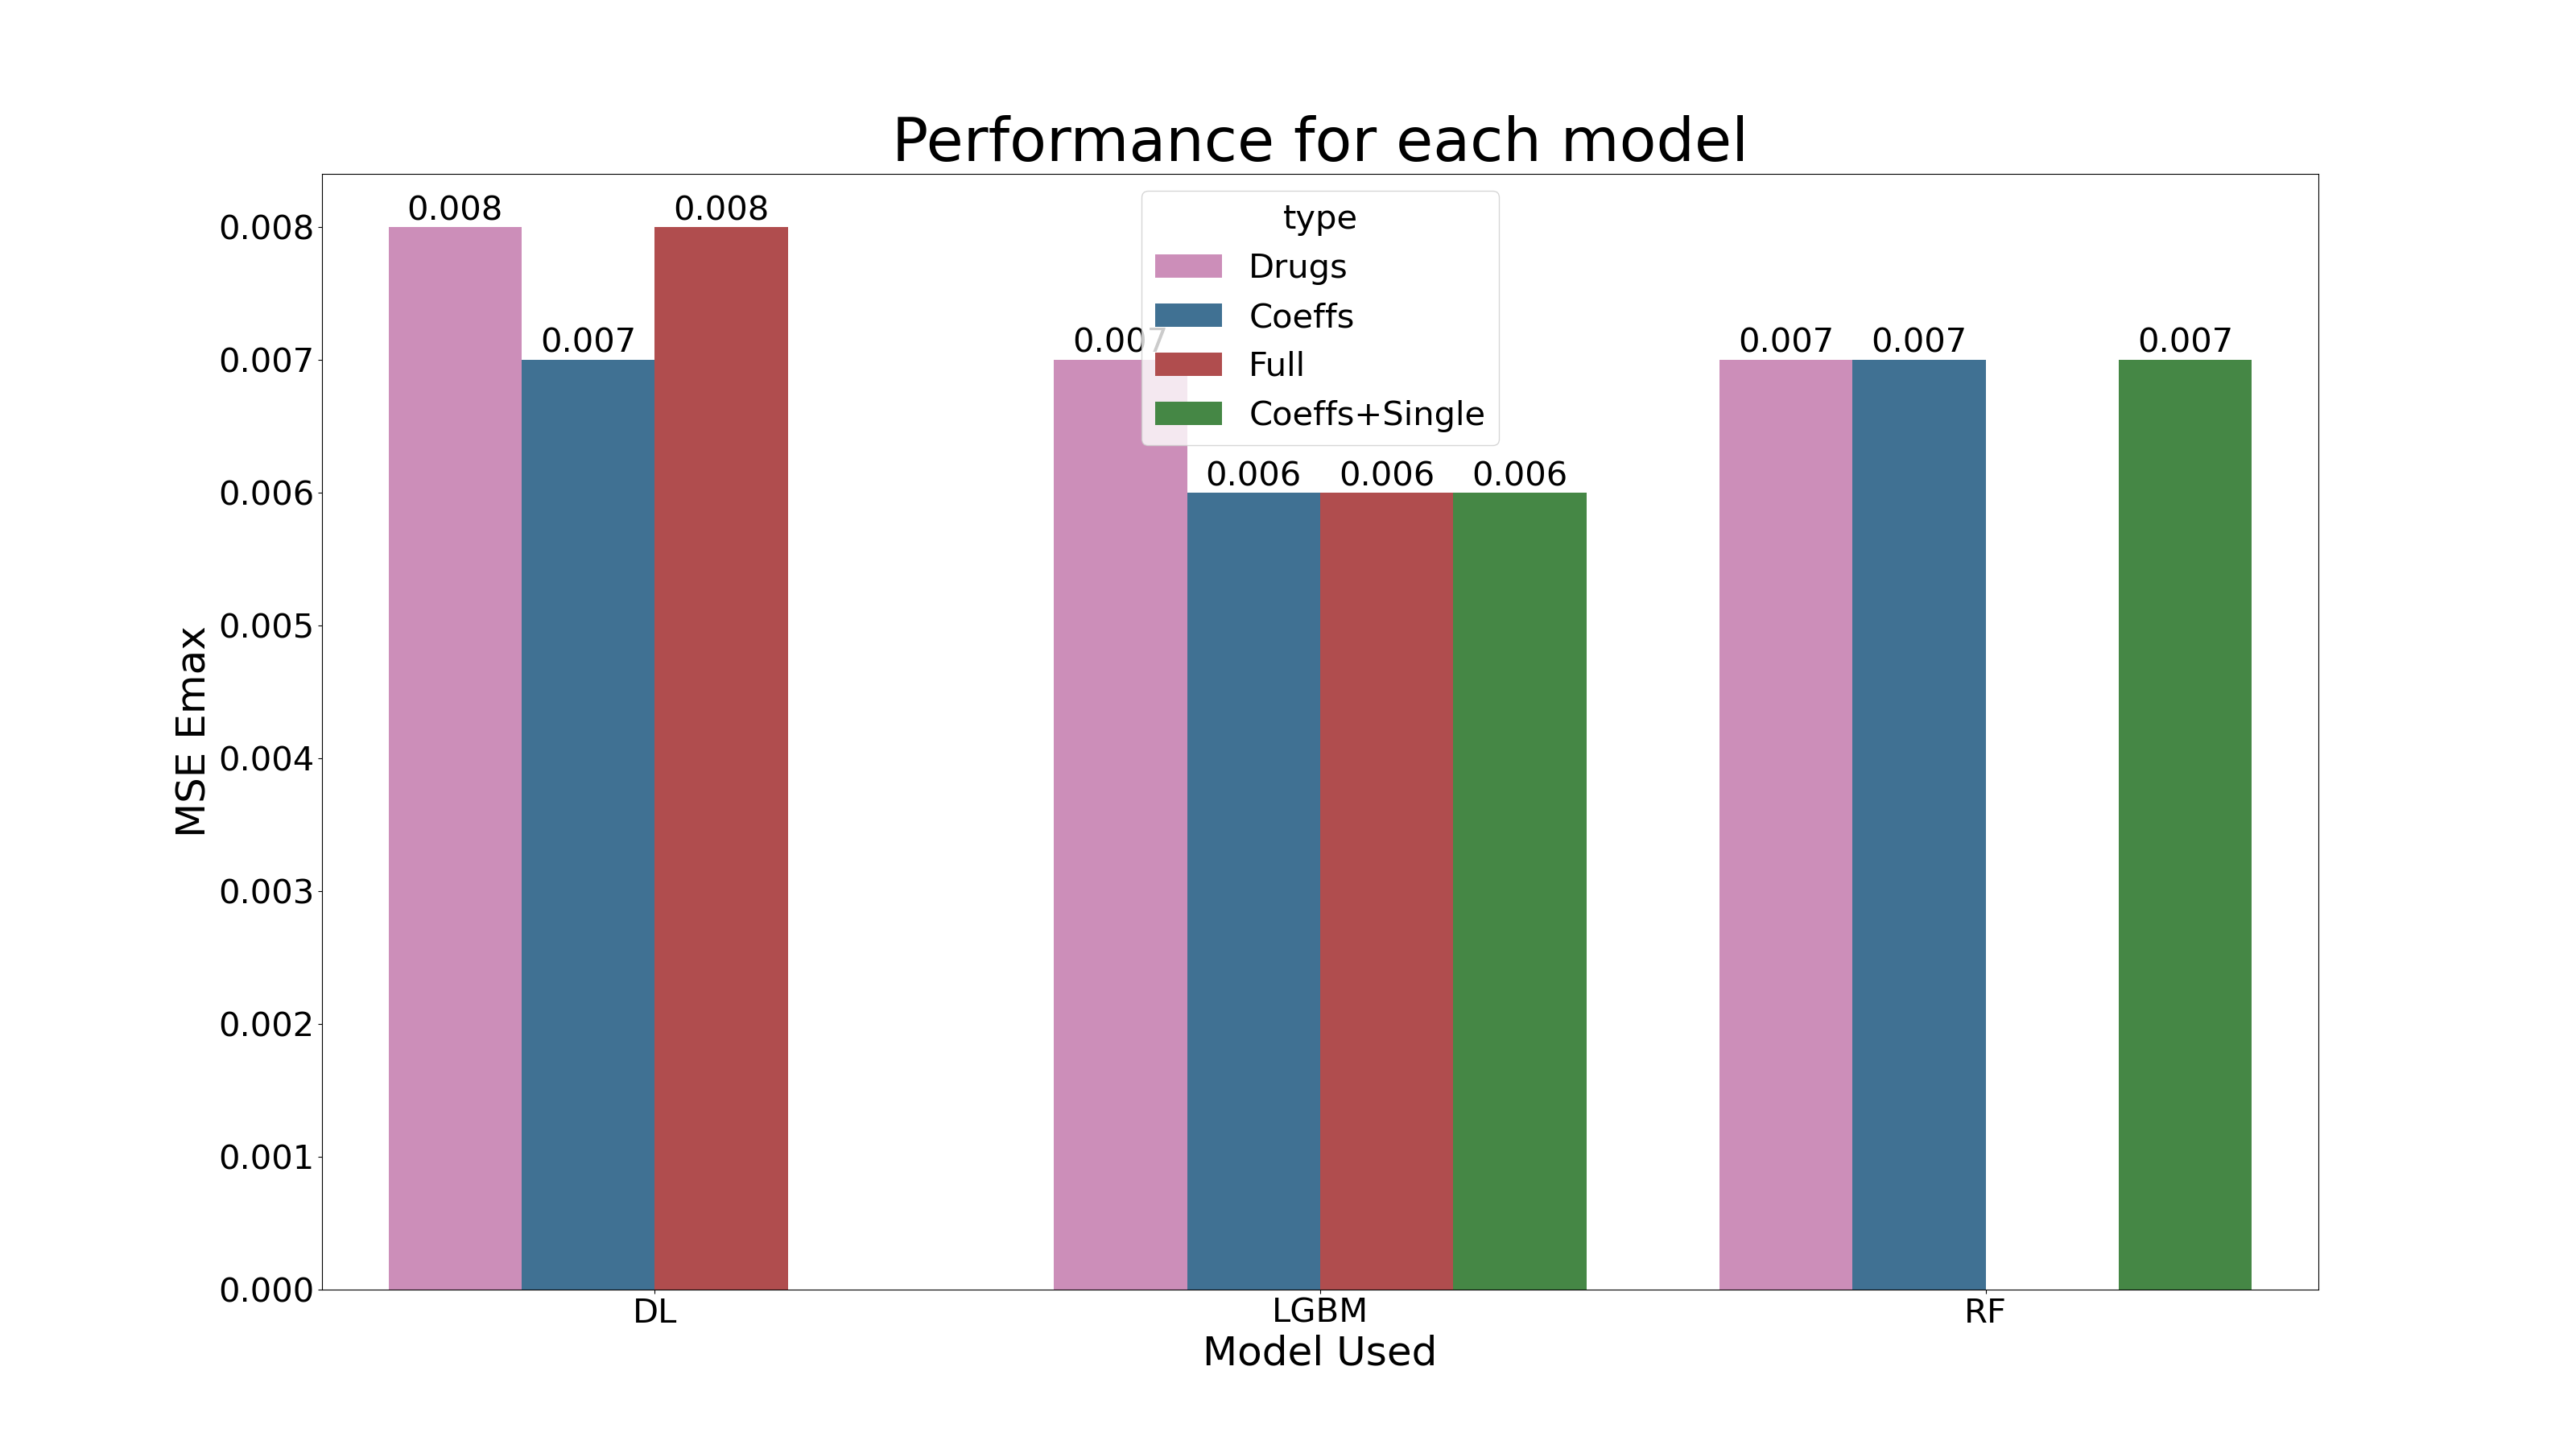 Performance for each model
0.008
0.007
0.008
0.007
0.006
0.006
0.006
0.007
0.007
0.007
type
Drugs
Coeffs
Full
Coeffs+Single
MSE Emax
0.008
0.007
0.006
0.005
0.004
0.003
0.002
0.001
0.000
DL
LGBM
RF
Model Used